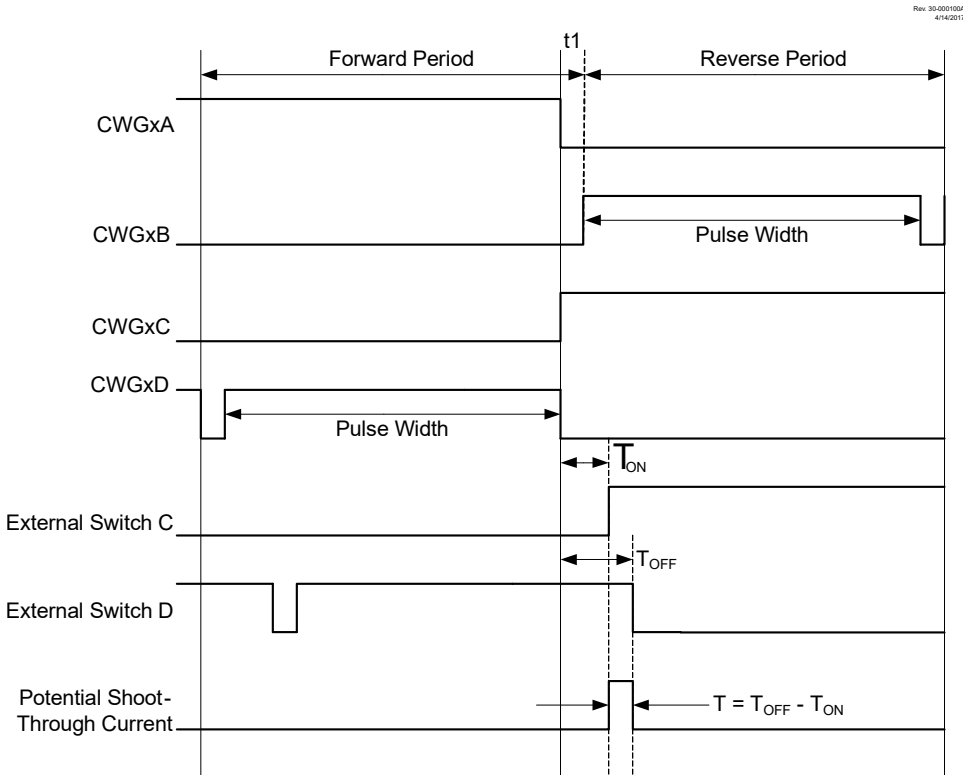 Rev. 30-000100A
4/14/2017
t1
Forward Period
Reverse Period
CWGxA
CWGxB
Pulse Width
CWGxC
CWGxD
Pulse Width
TON
External Switch C
TOFF
External Switch D
Potential Shoot-
Through Current
T = TOFF - TON